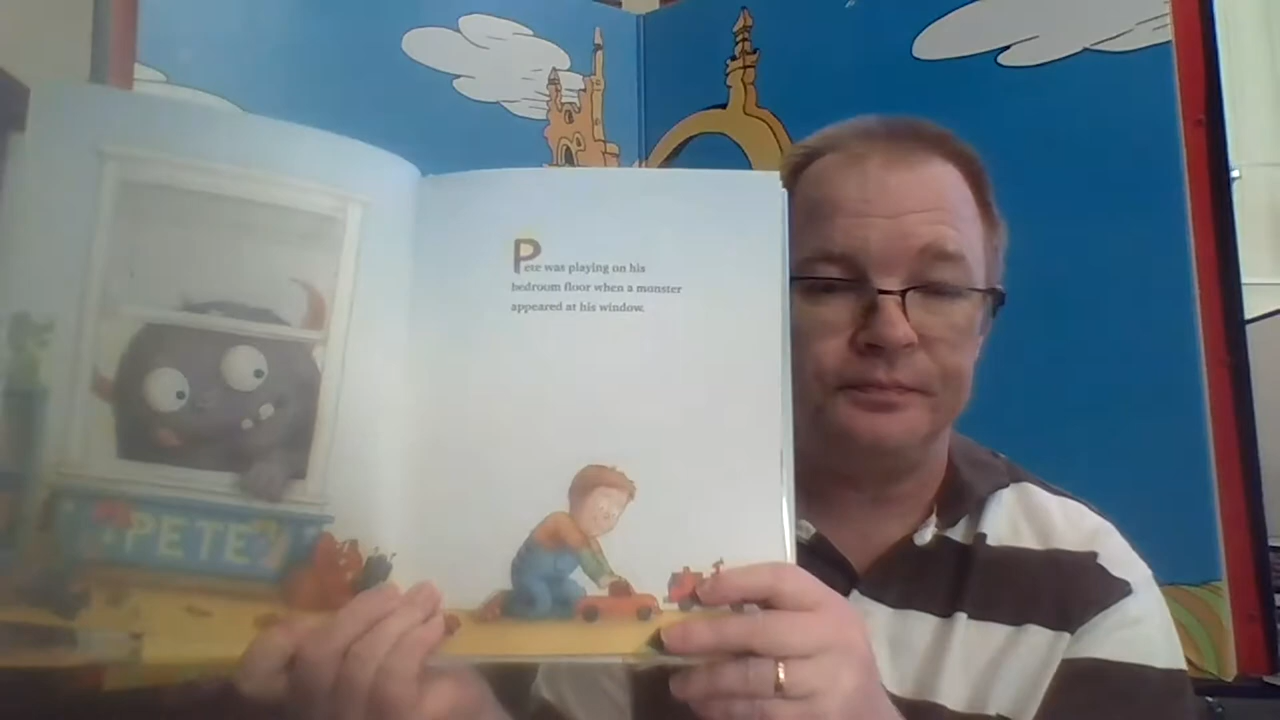 PETE
Pete was playing on his
bedroom floor when a monster
appeared at his window.